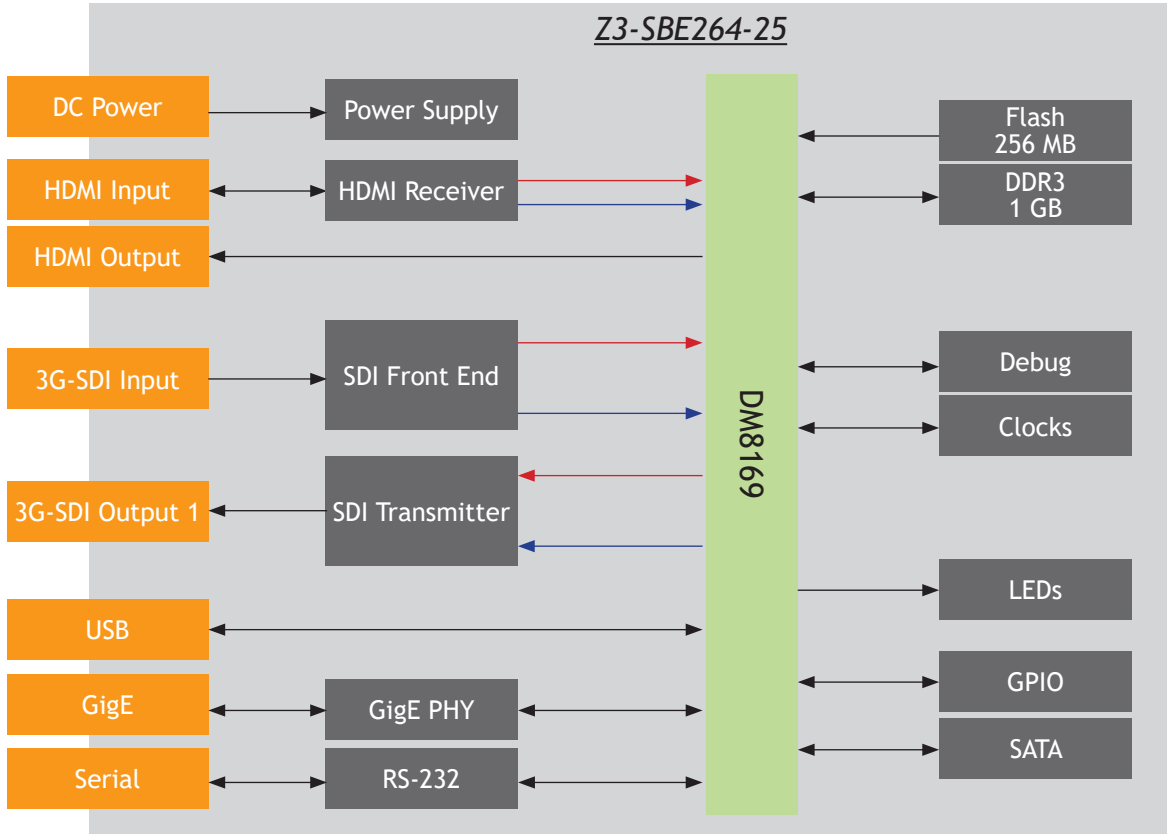 Z3-SBE264-25
DC Power
Power Supply
HDMI Input
HDMI Receiver
HDMI Output
3G-SDI Input
SDI Front End
3G-SDI Output 1
SDI Transmitter
USB
GigE
GigE PHY
Serial
RS-232
DM8169
Flash
256 MB
DDR3
1 GB
Debug
Clocks
LEDs
GPIO
SATA